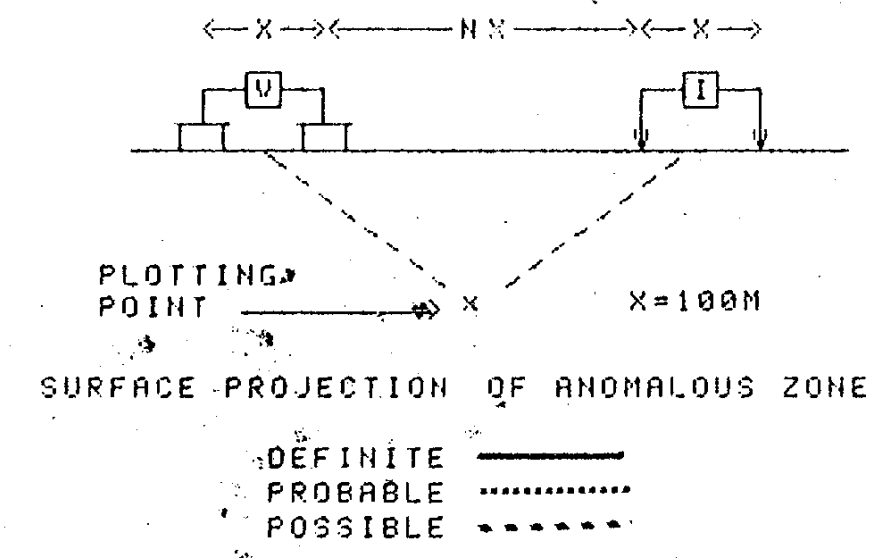 X NX X
V I
PLOTTING
POINT X X=100M
SURFACE PROJECTION OF ANOMALOUS ZONE
DEFINITE
PROBABLE
POSSIBLE